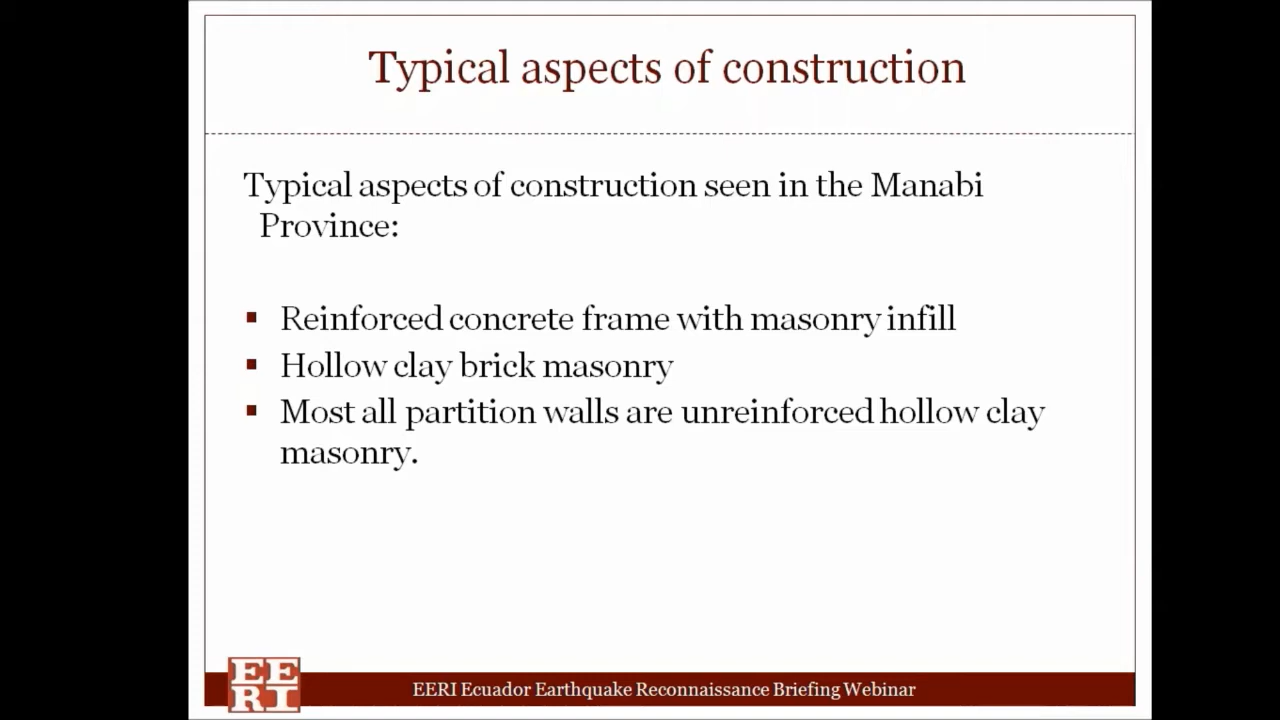 Typical aspects of construction
Typical aspects of construction seen in the Manabi
Province:
▪ Reinforced concrete frame with masonry infill
▪ Hollow clay brick masonry
▪ Most all partition walls are unreinforced hollow clay
masonry.
EE
RI
EERI Ecuador Earthquake Reconnaissance Briefing Webinar